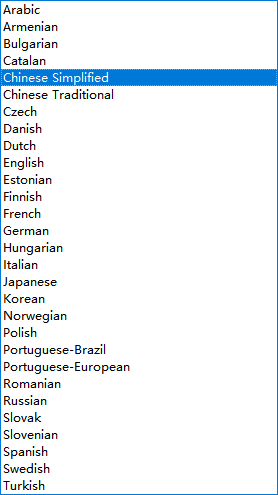 Arabic
Armenian
Bulgarian
Catalan
Chinese Simplified
Chinese Traditional
Czech
Danish
Dutch
English
Estonian
Finnish
French
German
Hungarian
Italian
Japanese
Korean
Norwegian
Polish
Portuguese-Brazil
Portuguese-European
Romanian
Russian
Slovak
Slovenian
Spanish
Swedish
Turkish